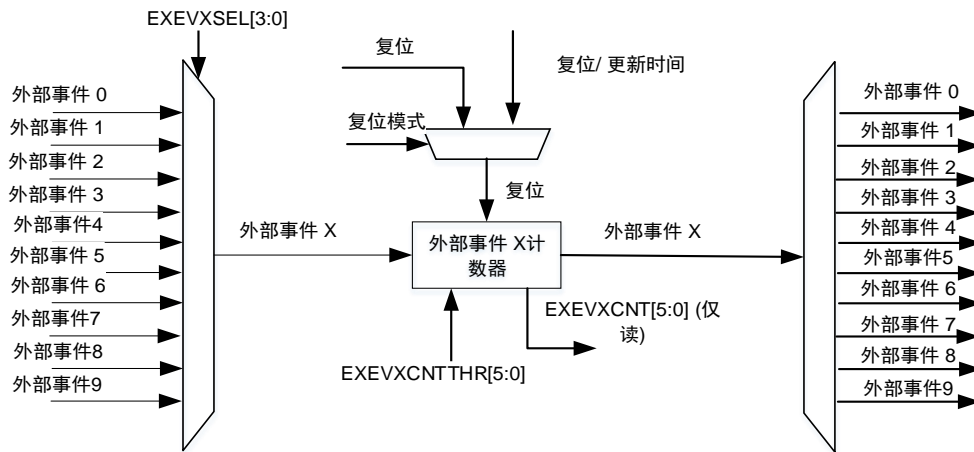 EXEVXSEL[3:0]
复位
复位/ 更新时间
复位模式
复位
外部事件 0
外部事件 1
外部事件 2
外部事件 3
外部事件4
外部事件 5
外部事件 6
外部事件7
外部事件8
外部事件9
外部事件 X
外部事件 X计
数器
外部事件 X
EXEVXCNT[5:0] (仅
读)
EXEVXCNTTHR[5:0]
外部事件 0
外部事件 1
外部事件 2
外部事件 3
外部事件 4
外部事件5
外部事件 6
外部事件 7
外部事件 8
外部事件9